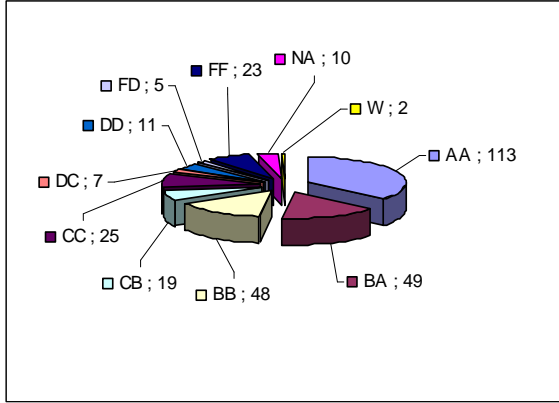 NA ; 10
FF ; 23
FD ; 5
W ; 2
DD ; 11
AA ; 113
DC ; 7
CC ; 25
CB ; 19
BB ; 48
BA ; 49